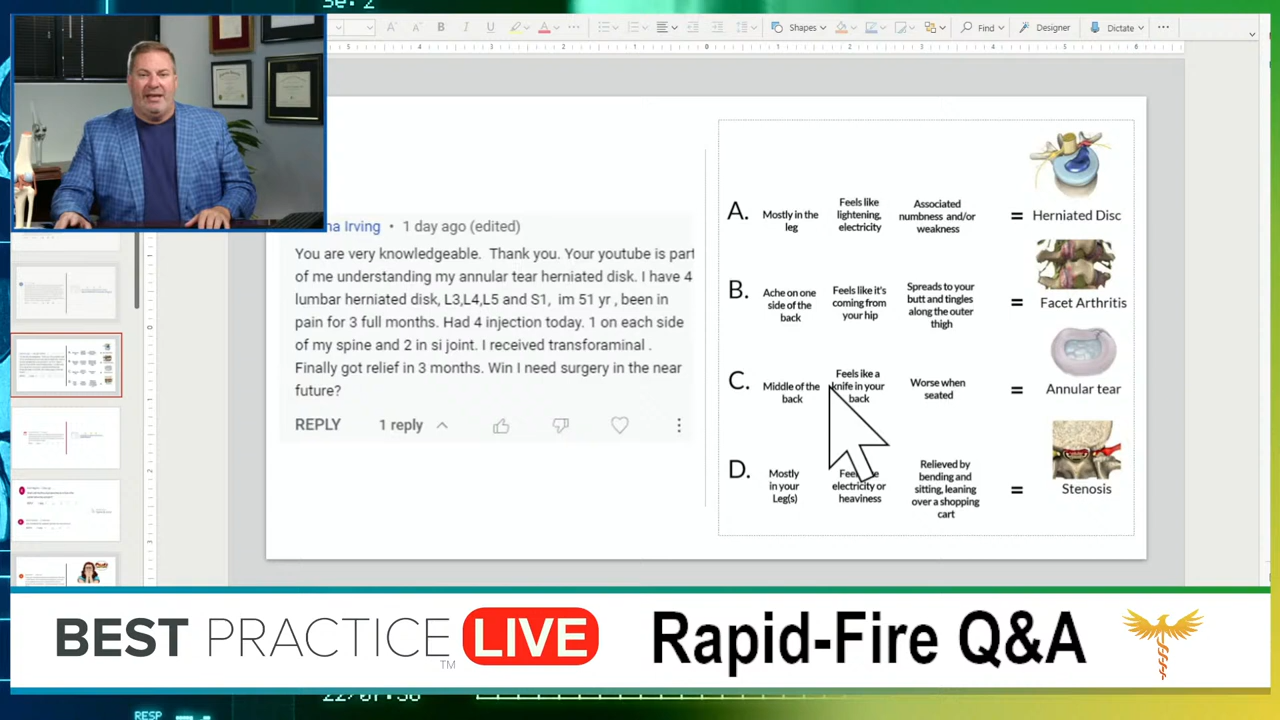 Find
Shapes
Designer
Dictate
na Irving • 1 day ago (edited)
You are very knowledgeable. Thank you. Your youtube is part
of me understanding my annular tear herniated disk. I have 4
lumbar herniated disk, L3,L4,L5 and S1, im 51 yr , been in
pain for 3 full months. Had 4 injection today. 1 on each side
of my spine and 2 in si joint. I received transforaminal .
Finally got relief in 3 months. Win I need surgery in the near
future?
REPLY
1 reply
A.
Mostly in the
leg
Feels like
lightening,
electricity
Associated
numbness and/or
weakness
=
Herniated Disc
B.
Ache on one
side of the
back
Feels like it's
coming from
your hip
Spreads to your
butt and tingles
along the outer
thigh
=
Facet Arthritis
C.
Middle of the
back
Feels ike a
knife in your
back
Worse when
seated
=
Annular tear
D.
Mostly
in your
Leg(s)
electricity or
heaviness
Relieved by
bending and
sitting, leaning
over a shopping
cart
=
Stenosis
BEST PRACTICE LIVE
TM
Rapid-Fire Q&A
RESP